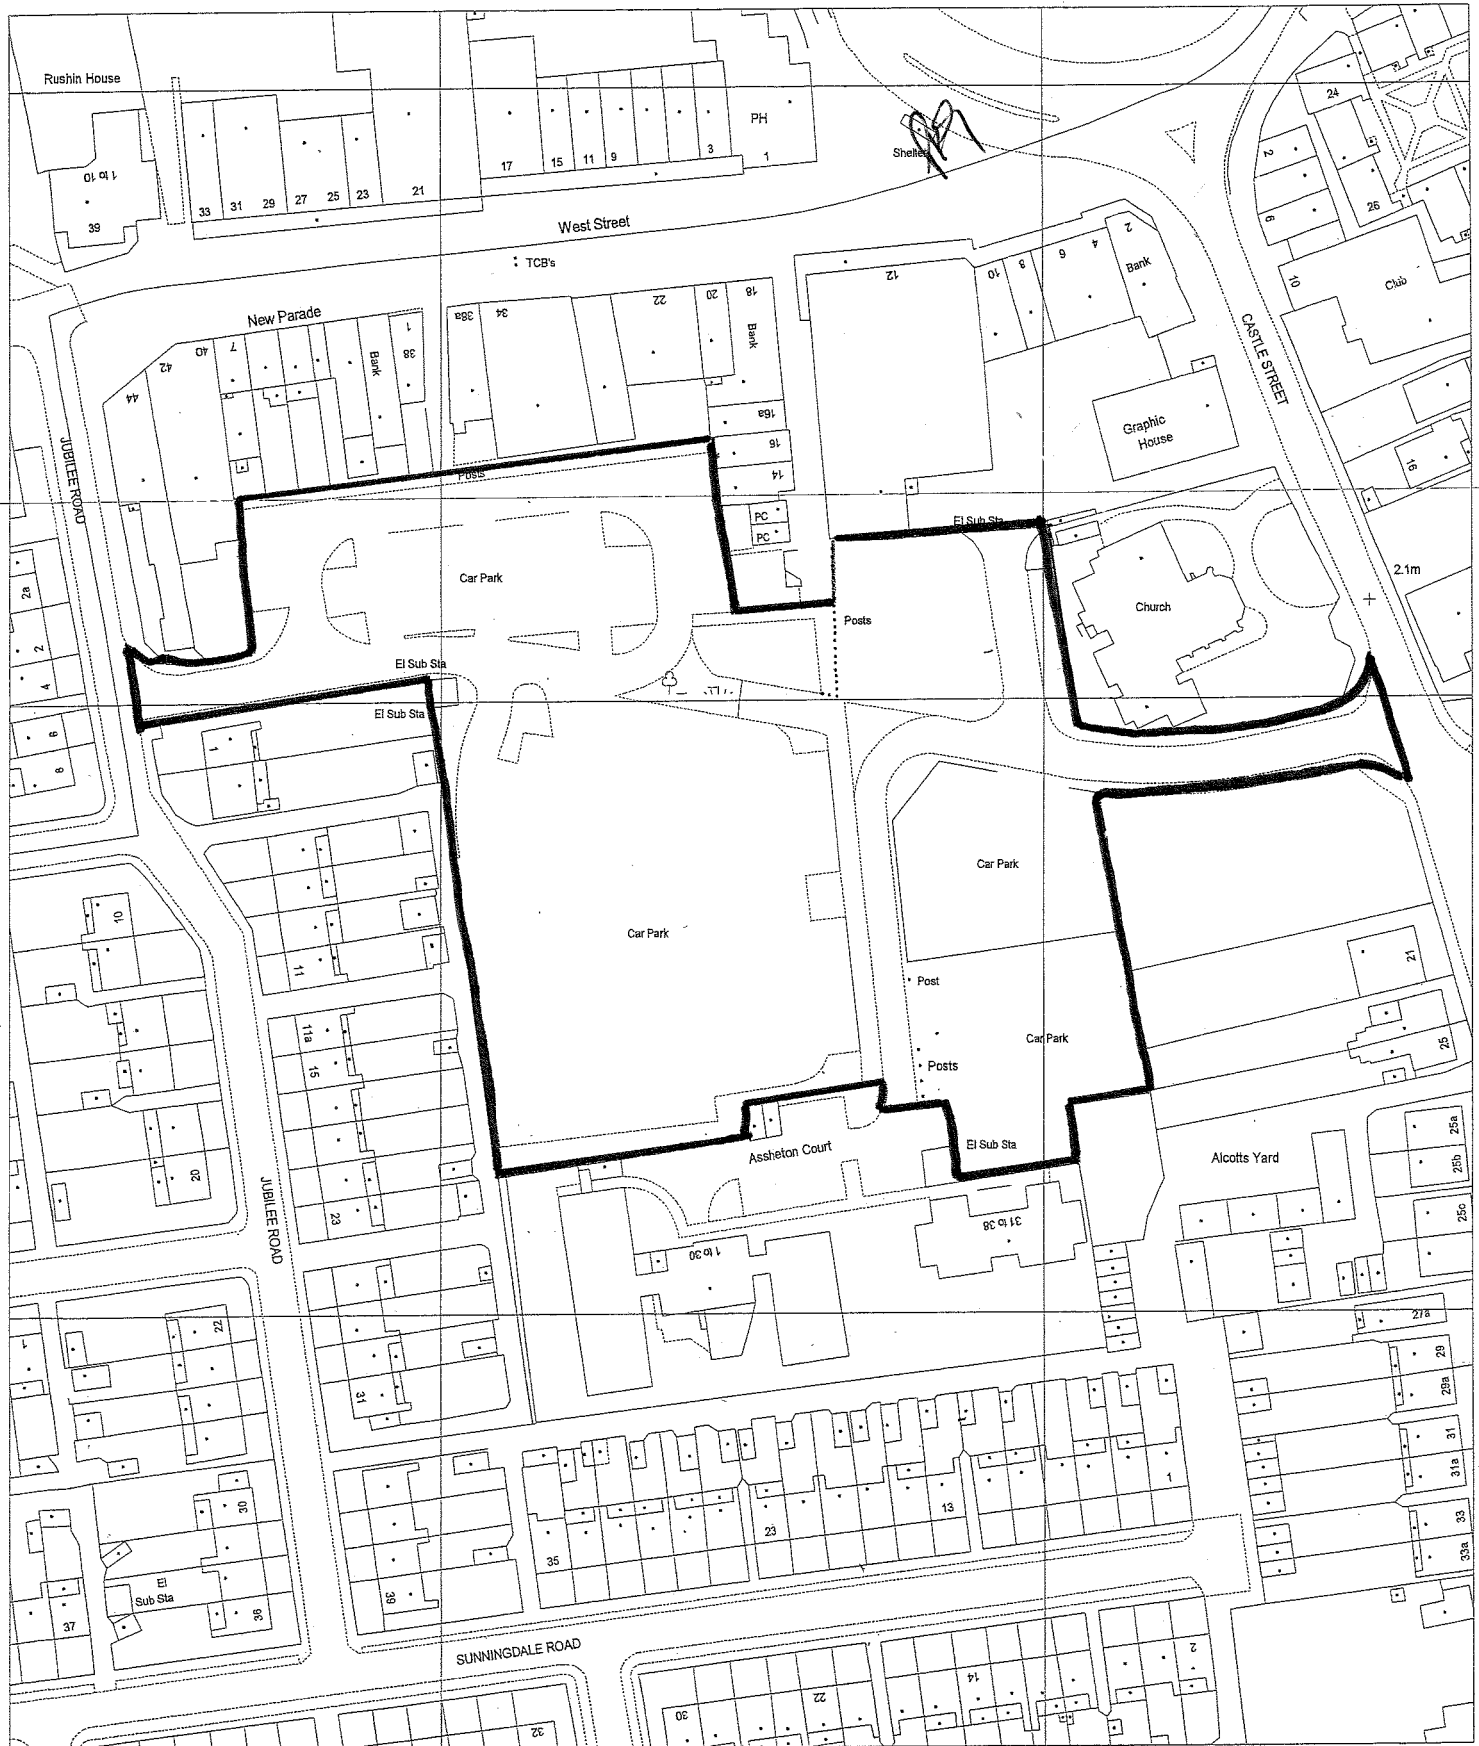 Rushin House
24
PH
Shelter
2
17
15
11
9
3
1
1 to 10
33
31
29
27
25
23
21
6
26
39
West Street
TCB's
12
10
8
6
4
2
Bank
10
Club
New Parade
38a
34
22
20
18
Bank
CASTLE STREET
44
42
40
7
Bank
1
38
16a
16
14
Graphic
House
16
JUBILEE ROAD
Posts
PC
PC
El Sub Sta
2.1m
Car Park
Church
2a
2
4
Posts
El Sub Sta
El Sub Sta
6
8
1
Car Park
10
Car Park
11
Post
21
11a
15
Car Park
Posts
25
Assheton Court
El Sub Sta
Alcotts Yard
25a
25b
20
JUBILEE ROAD
23
25c
1 to 30
31 to 38
27a
1
22
29
29a
31
31
31a
1
30
13
23
35
33
33a
El
Sub Sta
39
37
36
SUNNINGDALE ROAD
2
14
22
30
32